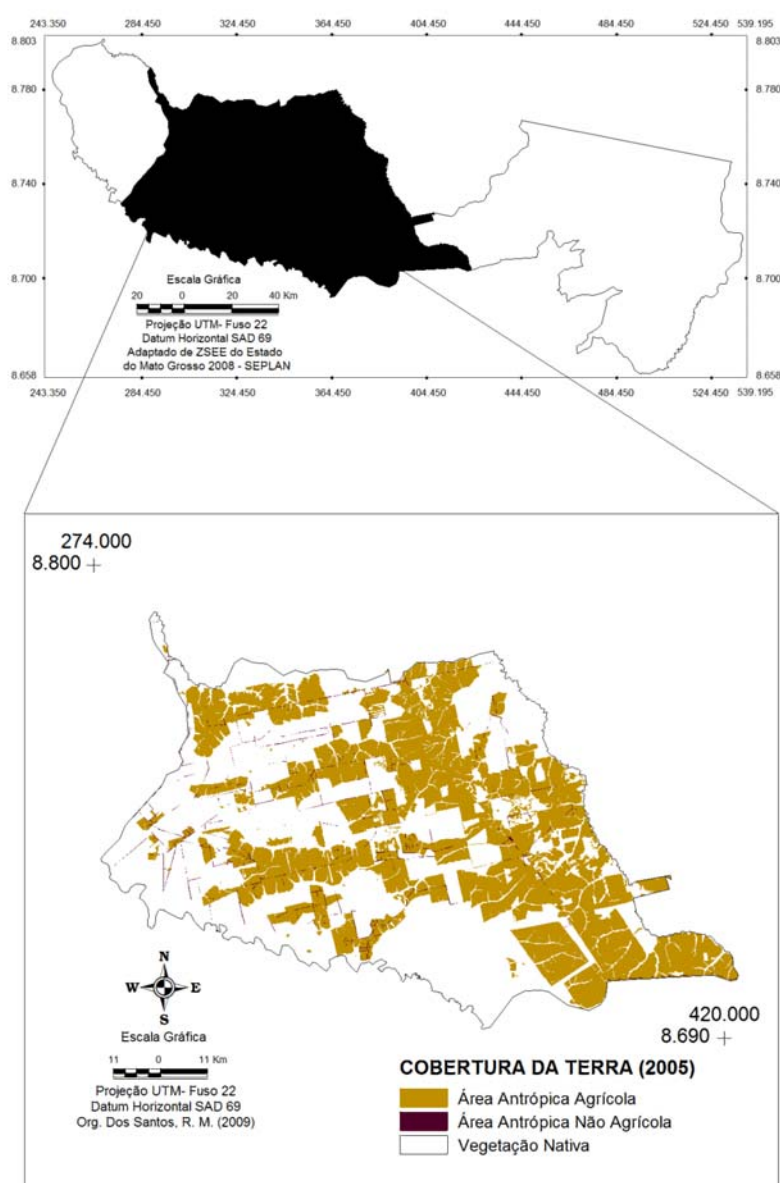 243.350 284.450 324.450 364.450 404.450 444.450 484.450 524.450 539.195
8.803 8.803
8.780 8.780
8.740 8.740
8.700 8.700
Escala Gráfica
20 0 20 40 Km
Projeção UTM- Fuso 22
Datum Horizontal SAD 69
Adaptado de ZSEE do Estado
do Mato Grosso 2008 - SEPLAN
8.658 8.658
243.350 284.450 324.450 364.450 404.450 444.450 484.450 524.450 539.195
274.000
8.800
N
W E
S
Escala Gráfica
11 0 11 Km
Projeção UTM- Fuso 22
Datum Horizontal SAD 69
Org. Dos Santos, R. M. (2009)
420.000
8.690
COBERTURA DA TERRA (2005)
Área Antrópica Agrícola
Área Antrópica Não Agrícola
Vegetação Nativa